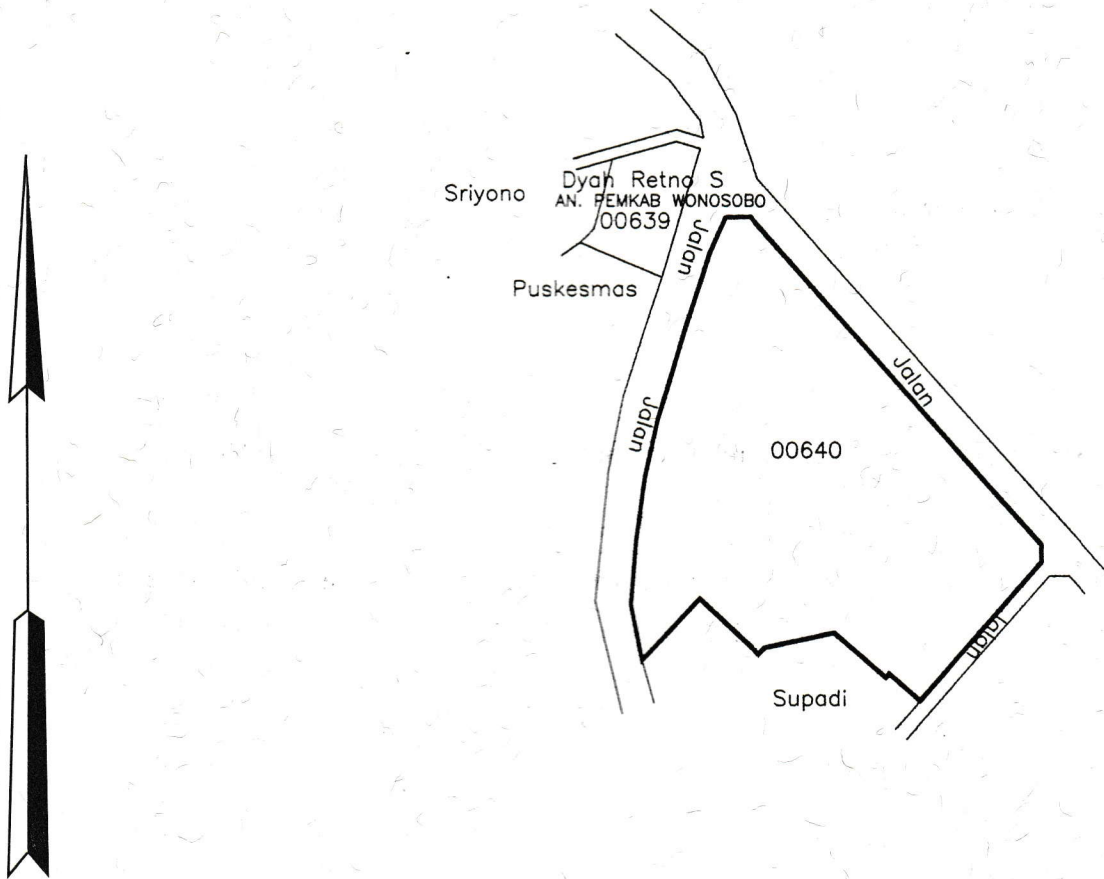 Sriyono
Dyah Retno S
AN. PEMKAB WONOSOBO
00639
Puskesmas
Jalan
Jalan
Jalan
00640
Jalan
Supadi